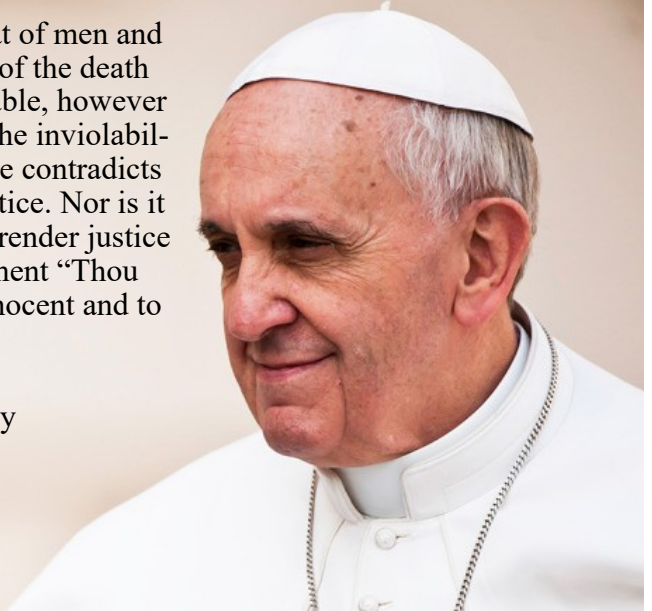 t of men and
of the death
ble, however
he inviolabil-
e contradicts
tice. Nor is it
render justice
ment “Thou
nocent and to
y